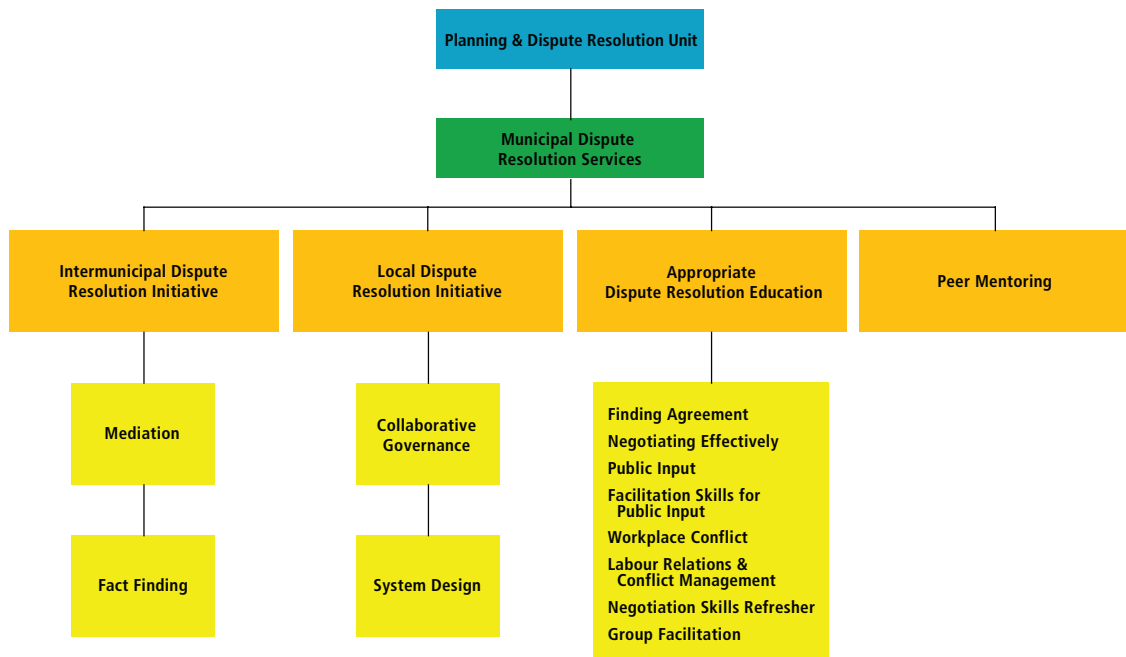 Planning & Dispute Resolution Unit
Municipal Dispute
Resolution Services
Intermunicipal Dispute
Resolution Initiative
Local Dispute
Resolution Initiative
Appropriate
Dispute Resolution Education
Peer Mentoring
Mediation
Fact Finding
Collaborative
Governance
System Design
Finding Agreement
Negotiating Effectively
Public Input
Facilitation Skills for
Public Input
Workplace Conflict
Labour Relations &
Conflict Management
Negotiation Skills Refresher
Group Facilitation